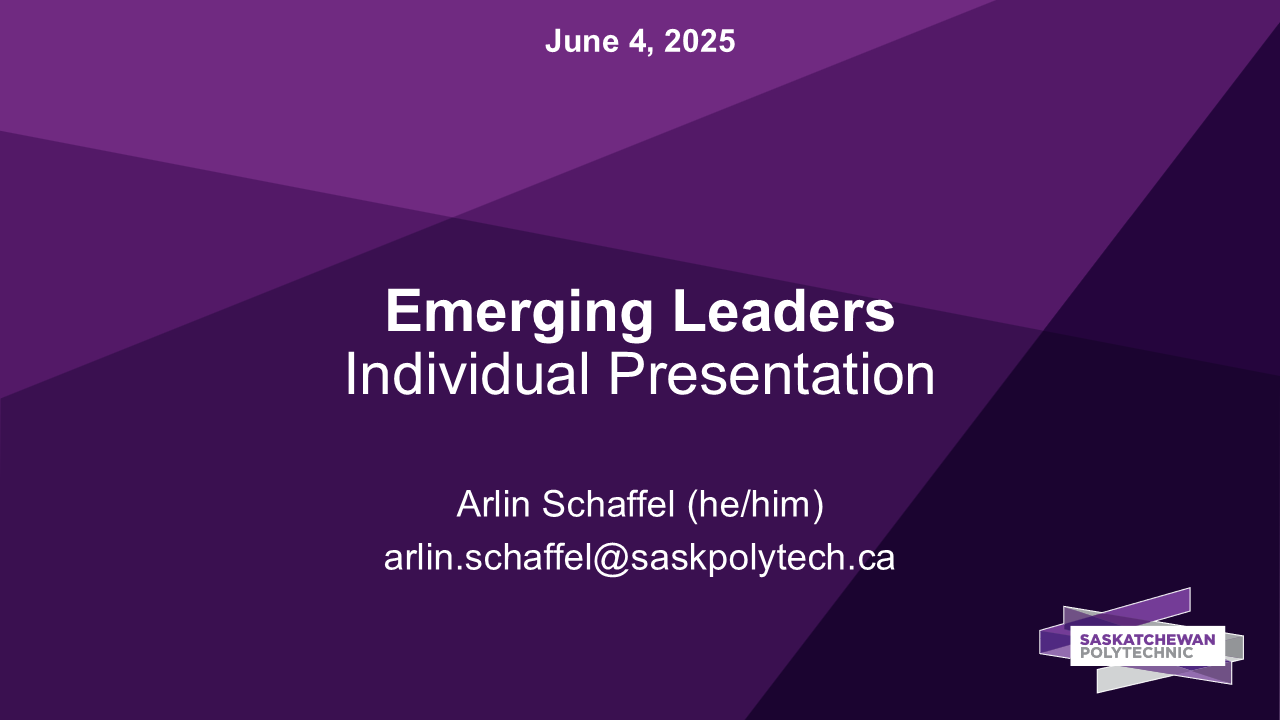 June 4, 2025
Emerging Leaders
Individual Presentation
Arlin Schaffel (he/him)
arlin.schaffel@saskpolytech.ca
SASKATCHEWAN
POLYTECHNIC